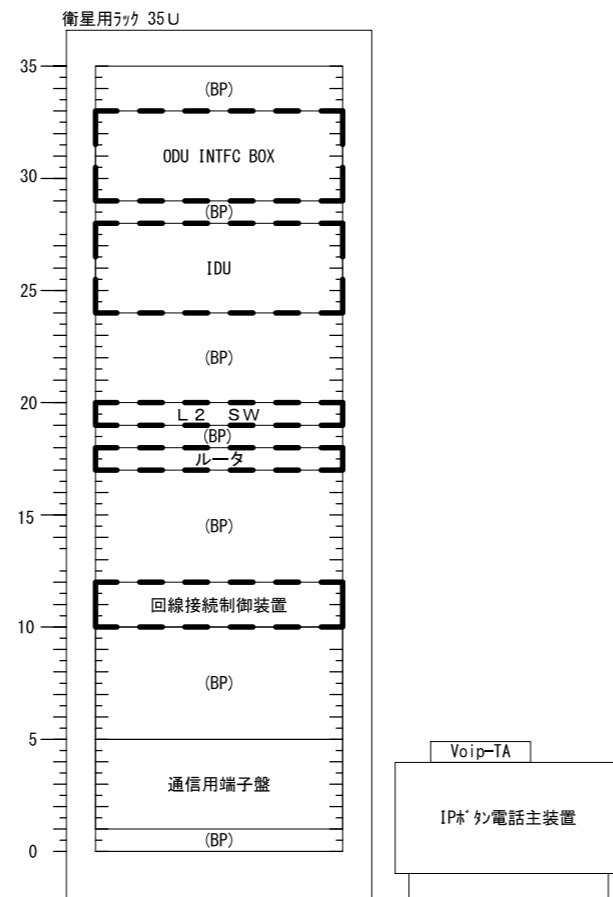 衛星用ﾗｯｸ 35U
35
(BP)
ODU INTFC BOX
30
(BP)
IDU
25
(BP)
20
L2 SW
(BP)
ルータ
15
(BP)
回線接続制御装置
10
(BP)
5
通信用端子盤
(BP)
0
Voip-TA
IPﾎﾞﾀﾝ電話主装置